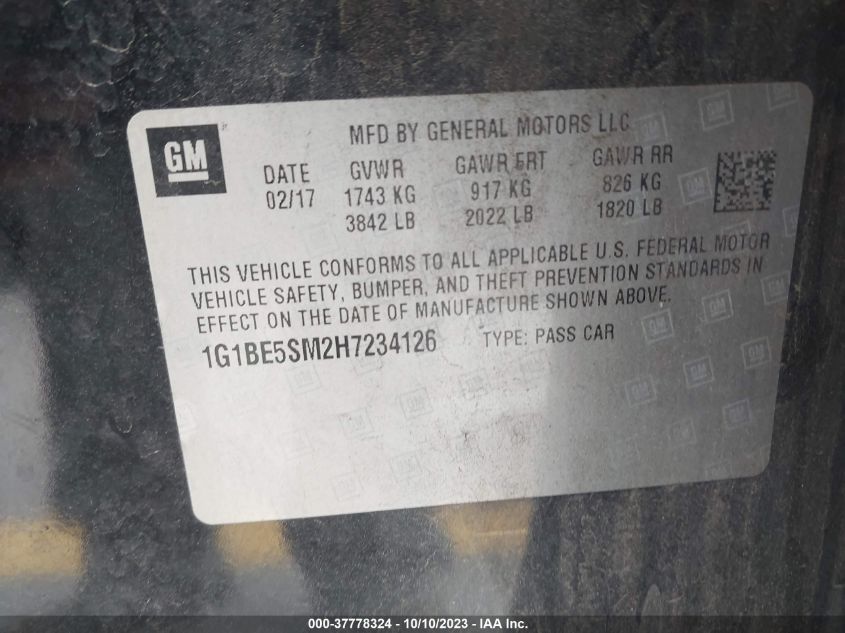 GM
MFD BY GENERAL MOTORS LLC
DATE GVWR GAWR FRT GAWR RR
02/17 1743 KG 917 KG 826 KG
3842 LB 2022 LB 1820 LB
THIS VEHICLE CONFORMS TO ALL APPLICABLE U.S. FEDERAL MOTOR
VEHICLE SAFETY, BUMPER, AND THEFT PREVENTION STANDARDS IN
EFFECT ON THE DATE OF MANUFACTURE SHOWN ABOVE.
1G1BE5SM2H7234126 TYPE: PASS CAR
000-37778324 - 10/10/2023 - IAA Inc.